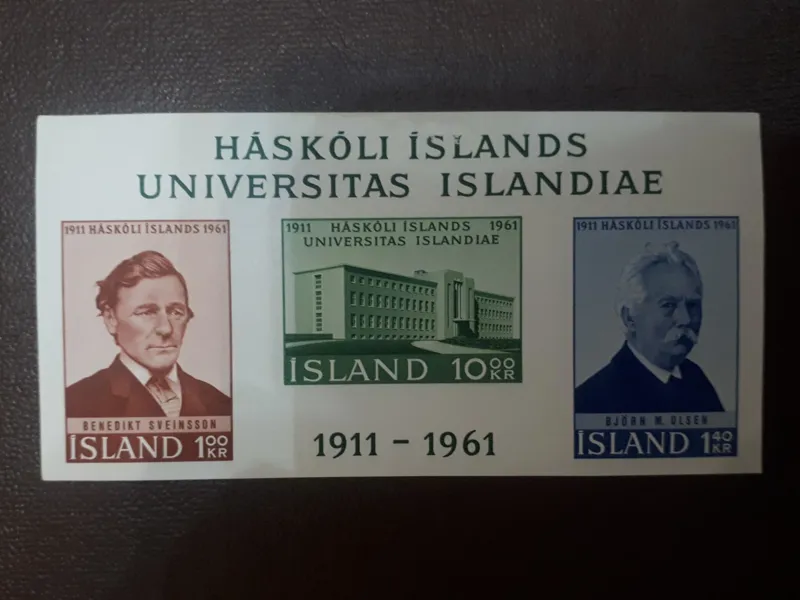 HÁSKÓLI ÍSLANDS
UNIVERSITAS ISLANDIAE
1911 HÁSKÓLI ÍSLANDS 1961
BENEDIKT SVEINSSON
ÍSLAND 1.00 KR
1911 HÁSKÓLI ÍSLANDS 1961
UNIVERSITAS ISLANDIAE
ÍSLAND 10.00 KR
1911 HÁSKÓLI ÍSLANDS 1961
BJÖRN M. OLSEN
ÍSLAND 1.40 KR
1911 - 1961